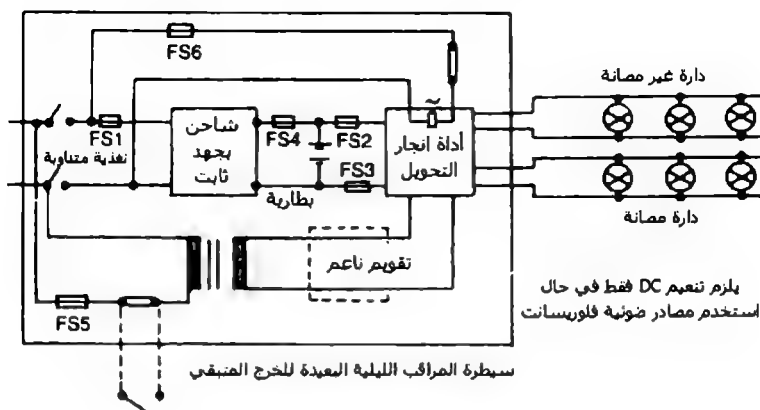 FS6
دارة غير مصانة
FS1
تغذية متناوبة
شاحن
بجهد
ثابت
FS4
FS2
FS3
بطارية
~
أداة انجاز
التحويل
دارة مصانة
تقويم ناعم
FS5
يلزم تنعيم DC فقط في حال
استخدم مصادر ضوئية فلوريسانت
سيطرة المراقب الليلية البعيدة للخرج المتبقي